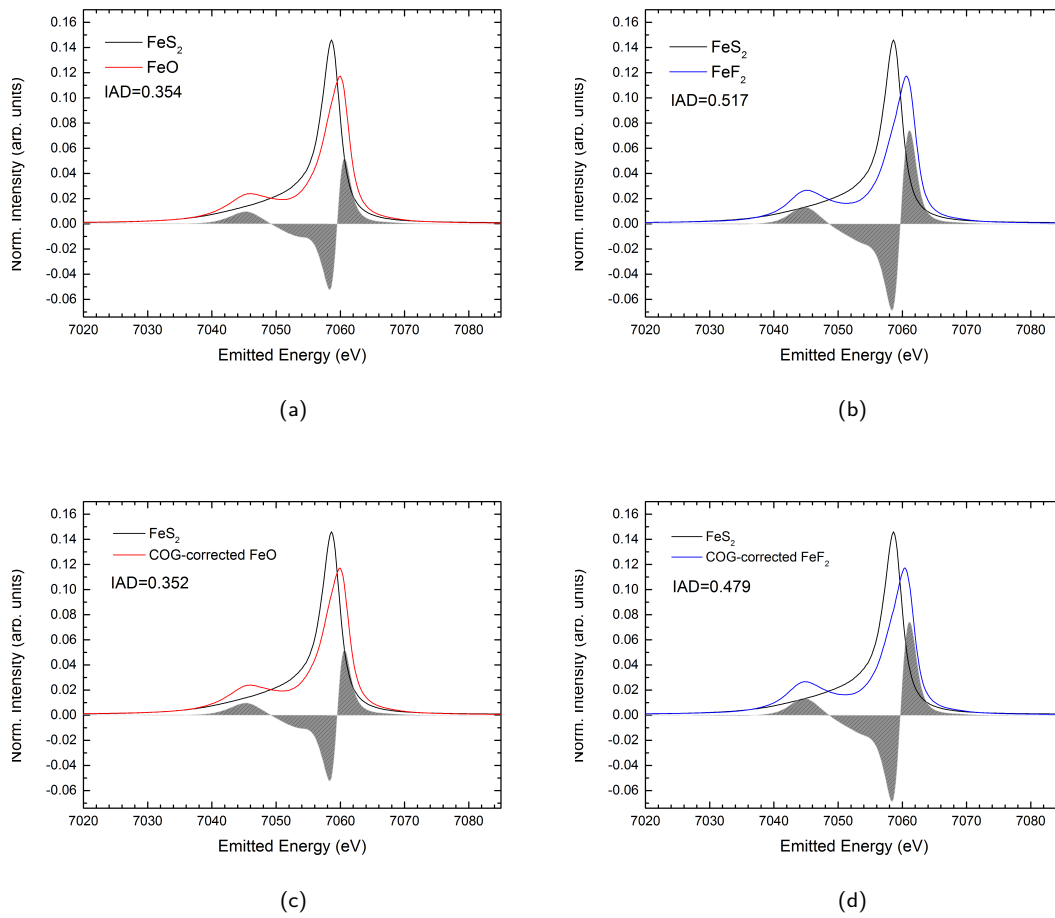 0.16
0.14
0.12
0.10
0.08
0.06
0.04
0.02
0.00
-0.02
-0.04
-0.06
Norm. intensity (arb. units)
FeS2
FeO
IAD=0.354
7020 7030 7040 7050 7060 7070 7080
Emitted Energy (eV)
(a)
0.16
0.14
0.12
0.10
0.08
0.06
0.04
0.02
0.00
-0.02
-0.04
-0.06
Norm. intensity (arb. units)
FeS2
FeF2
IAD=0.517
7020 7030 7040 7050 7060 7070 7080
Emitted Energy (eV)
(b)
0.16
0.14
0.12
0.10
0.08
0.06
0.04
0.02
0.00
-0.02
-0.04
-0.06
Norm. intensity (arb. units)
FeS2
COG-corrected FeO
IAD=0.352
7020 7030 7040 7050 7060 7070 7080
Emitted Energy (eV)
(c)
0.16
0.14
0.12
0.10
0.08
0.06
0.04
0.02
0.00
-0.02
-0.04
-0.06
Norm. intensity (arb. units)
FeS2
COG-corrected FeF2
IAD=0.479
7020 7030 7040 7050 7060 7070 7080
Emitted Energy (eV)
(d)